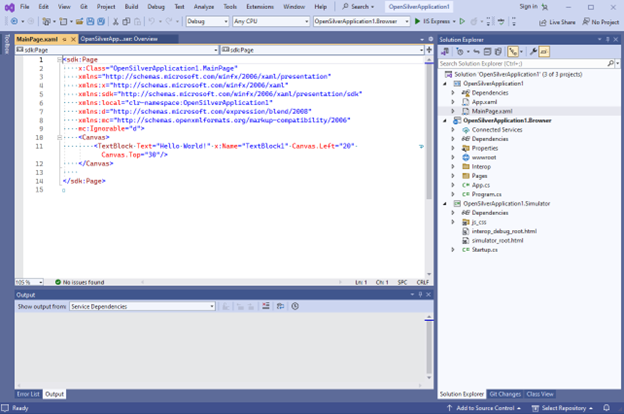 File Edit View Git Project Build Debug Test Analyze Tools Extensions Window Help Search OpenSilverApplication1 Sign in
Debug Any CPU OpenSilverApplication1.Browser IIS Express Live Share No Project
Toolbox
MainPage.xaml OpenSilverApp....ser: Overview
sdk:Page sdk:Page
1 <sdk:Page
2 x:Class="OpenSilverApplication1.MainPage"
3 xmlns="http://schemas.microsoft.com/winfx/2006/xaml/presentation"
4 xmlns:x="http://schemas.microsoft.com/winfx/2006/xaml"
5 xmlns:sdk="http://schemas.microsoft.com/winfx/2006/xaml/presentation/sdk"
6 xmlns:local="clr-namespace:OpenSilverApplication1"
7 xmlns:d="http://schemas.microsoft.com/expression/blend/2008"
8 xmlns:mc="http://schemas.openxmlformats.org/markup-compatibility/2006"
9 mc:Ignorable="d">
10 <Canvas>
11 <TextBlock Text="Hello World!" x:Name="TextBlock1" Canvas.Left="20"
Canvas.Top="30"/>
12 </Canvas>
13
14 </sdk:Page>
15
105 % No issues found Ln: 1 Ch: 1 SPC CRLF
Output
Show output from: Service Dependencies
Error List Output
Solution Explorer
Search Solution Explorer (Ctrl+;)
Solution 'OpenSilverApplication1' (3 of 3 projects)
OpenSilverApplication1
Dependencies
App.xaml
MainPage.xaml
OpenSilverApplication1.Browser
Connected Services
Dependencies
Properties
wwwroot
Interop
Pages
App.cs
Program.cs
OpenSilverApplication1.Simulator
Dependencies
js_css
interop_debug_root.html
simulator_root.html
Startup.cs
Solution Explorer Git Changes Class View
Ready Add to Source Control Select Repository